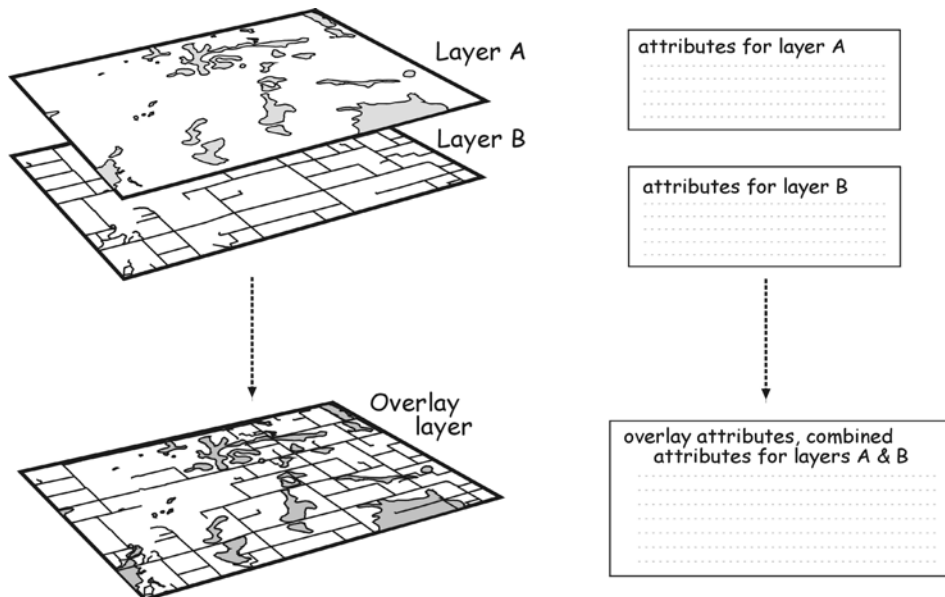 Layer A
attributes for layer A
Layer B
attributes for layer B
Overlay
layer
overlay attributes, combined
attributes for layers A & B